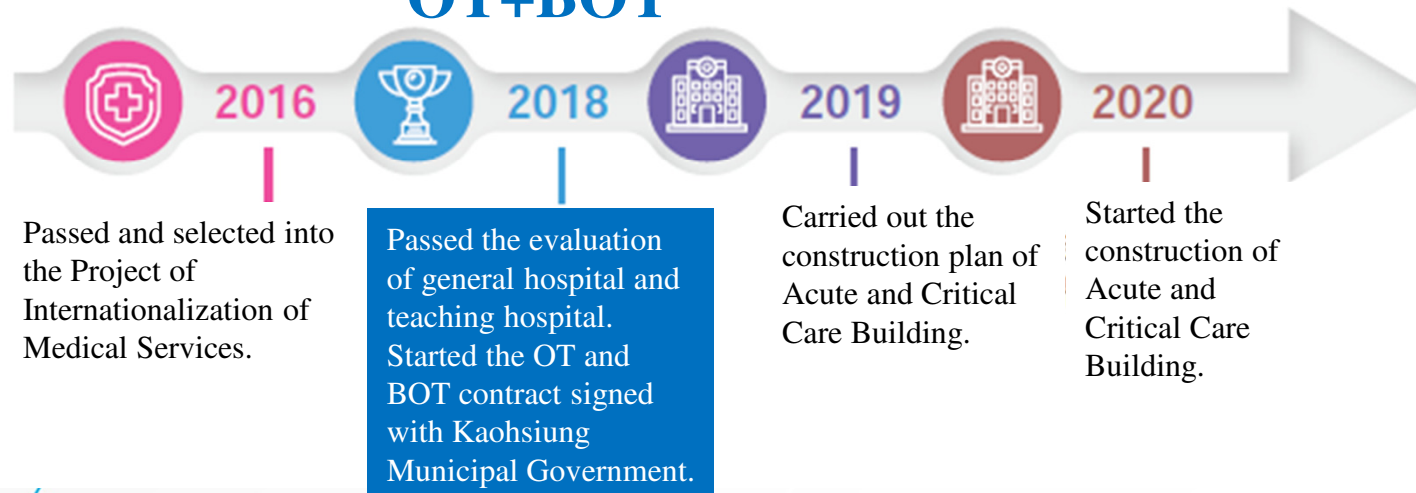 OT+BOT
2016
2018
2019
2020
Passed and selected into
the Project of
Internationalization of
Medical Services.
Passed the evaluation
of general hospital and
teaching hospital.
Started the OT and
BOT contract signed
with Kaohsiung
Municipal Government.
Carried out the
construction plan of
Acute and Critical
Care Building.
Started the
construction of
Acute and
Critical Care
Building.